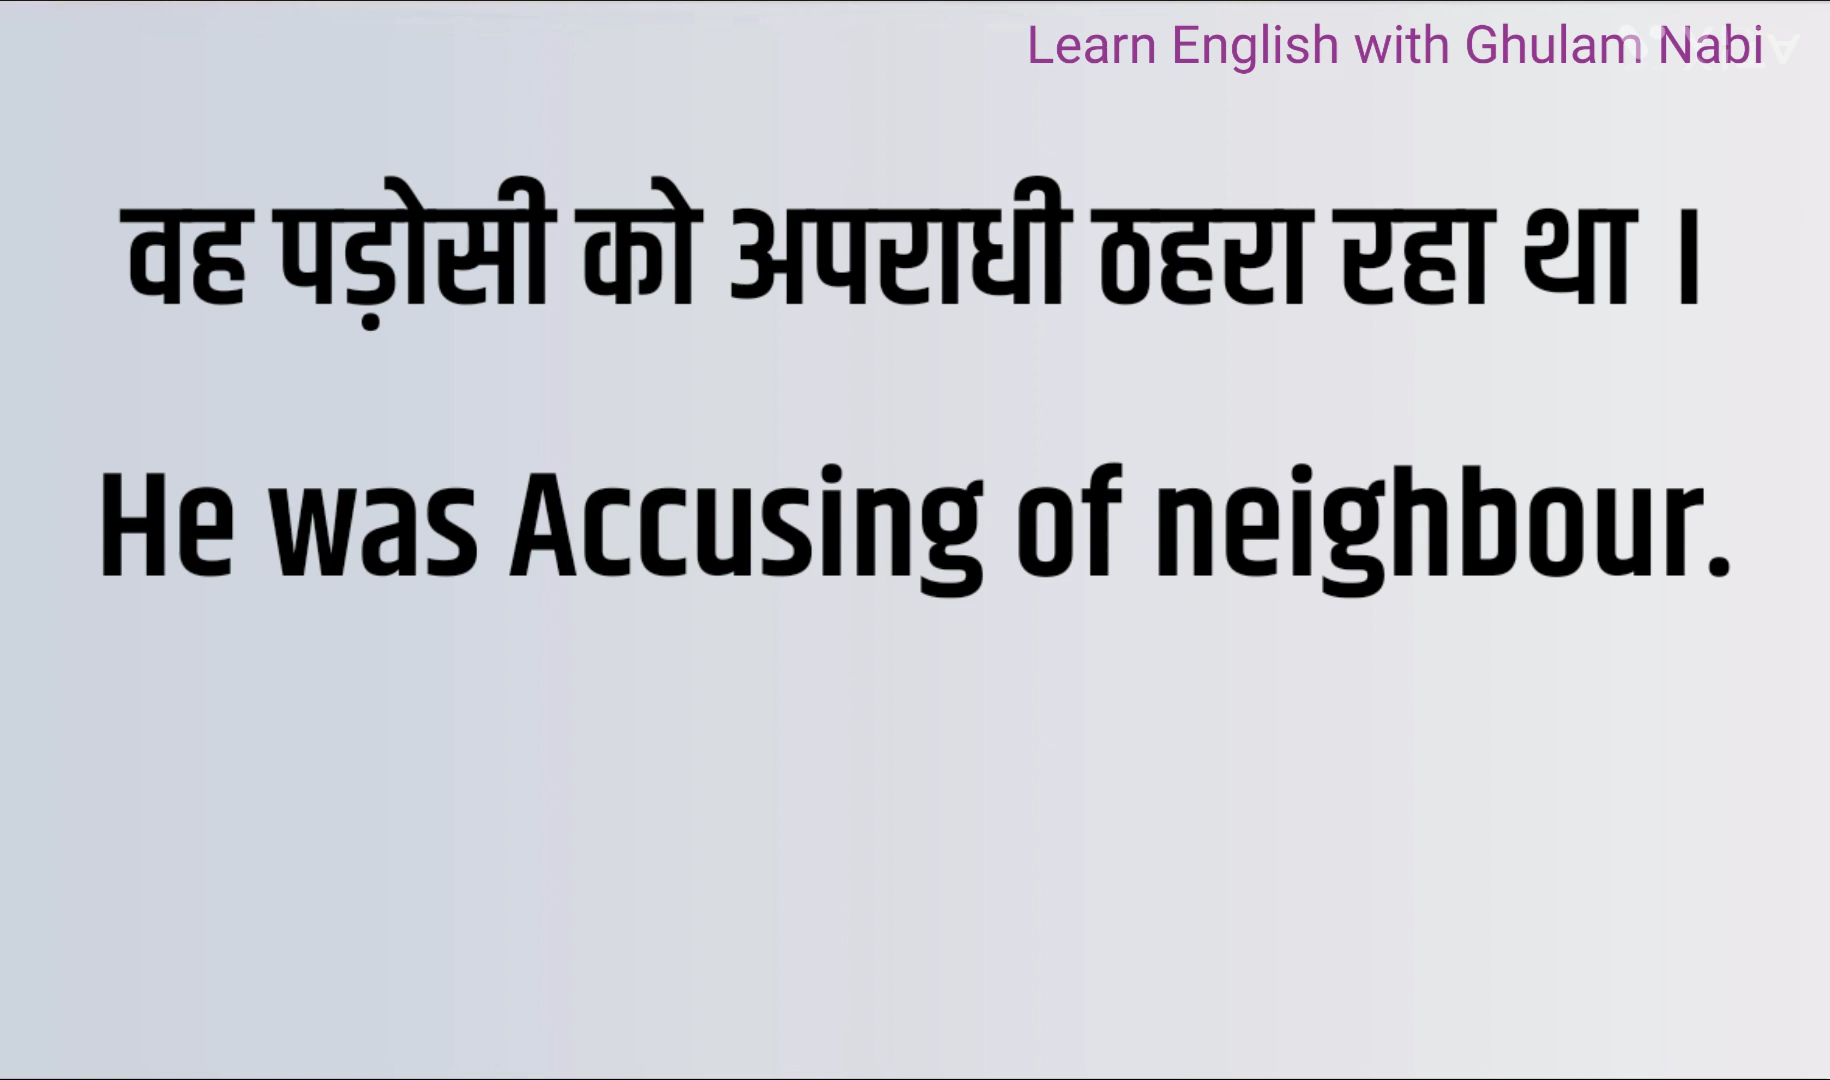 Learn English with Ghulam Nabi
वह पड़ोसी को अपराधी ठहरा रहा था ।
He was Accusing of neighbour.